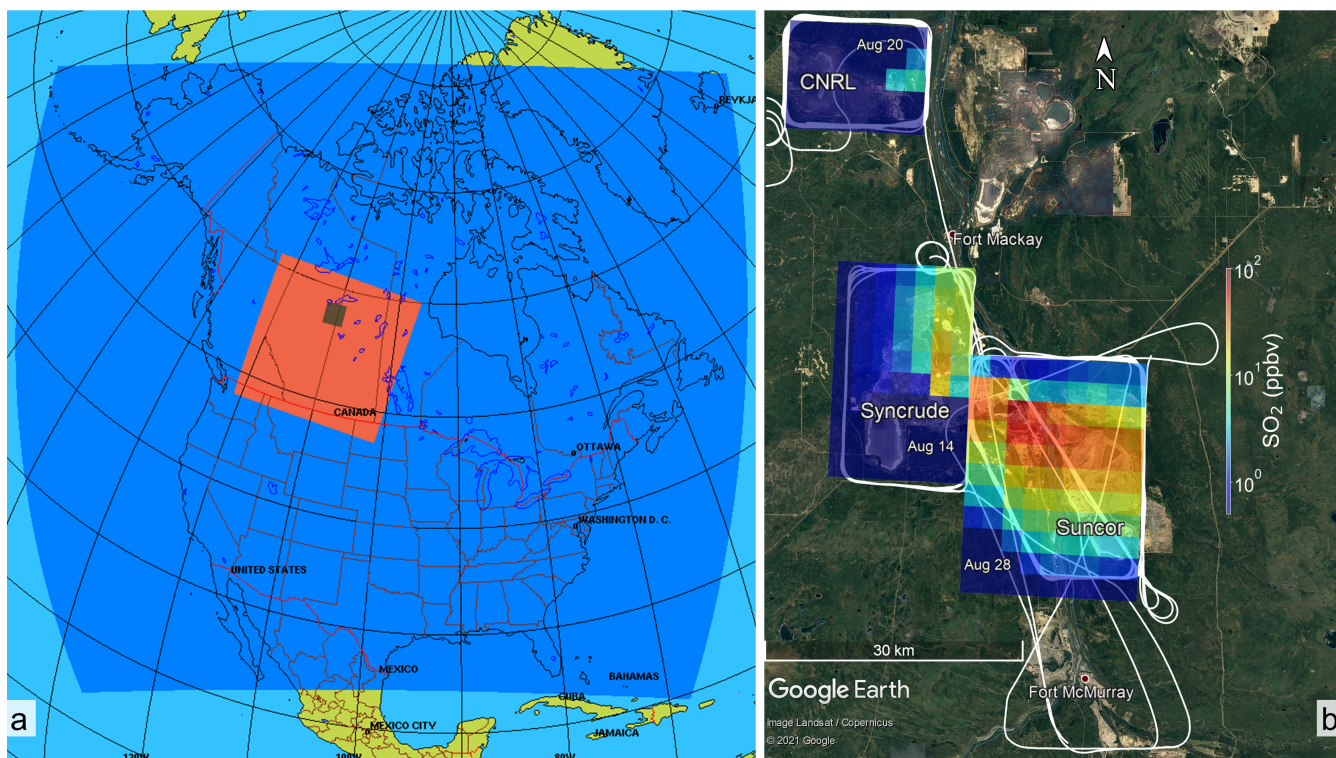 REYKJA
CANADA
OTTAWA
WASHINGTON D. C.
UNITED STATES
MEXICO
BAHAMAS
CUBA
MEXICO CITY
JAMAICA
120W
100W
80W
a
Aug 20
CNRL
N
Fort Mackay
10²
10¹
10⁰
SO₂ (ppbv)
Syncrude
Aug 14
Suncor
Aug 28
30 km
Google Earth
Fort McMurray
Image Landsat / Copernicus
© 2021 Google
b